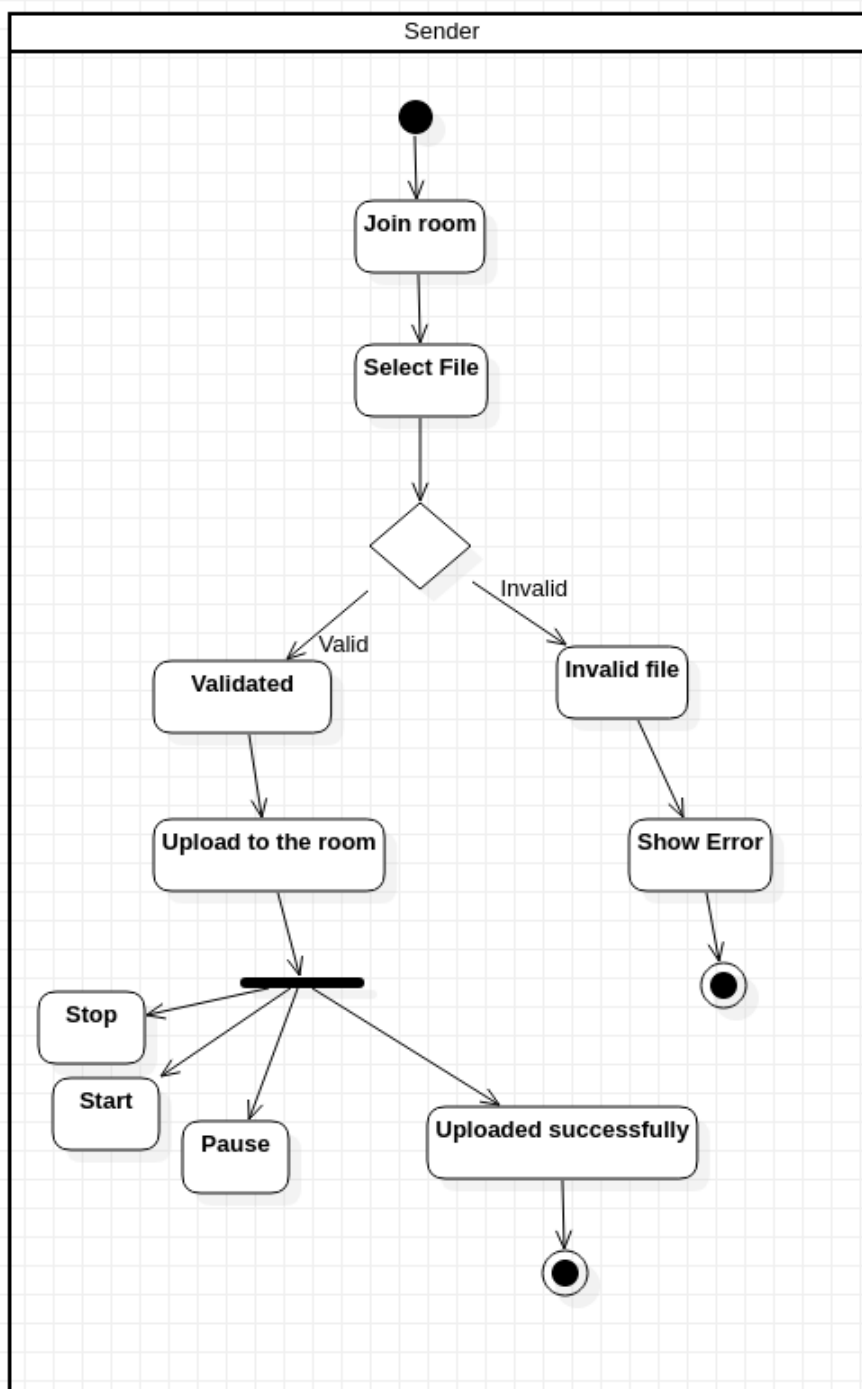 Sender
Join room
Select File
Invalid
Valid
Invalid file
Validated
Upload to the room
Show Error
Stop
Start
Pause
Uploaded successfully